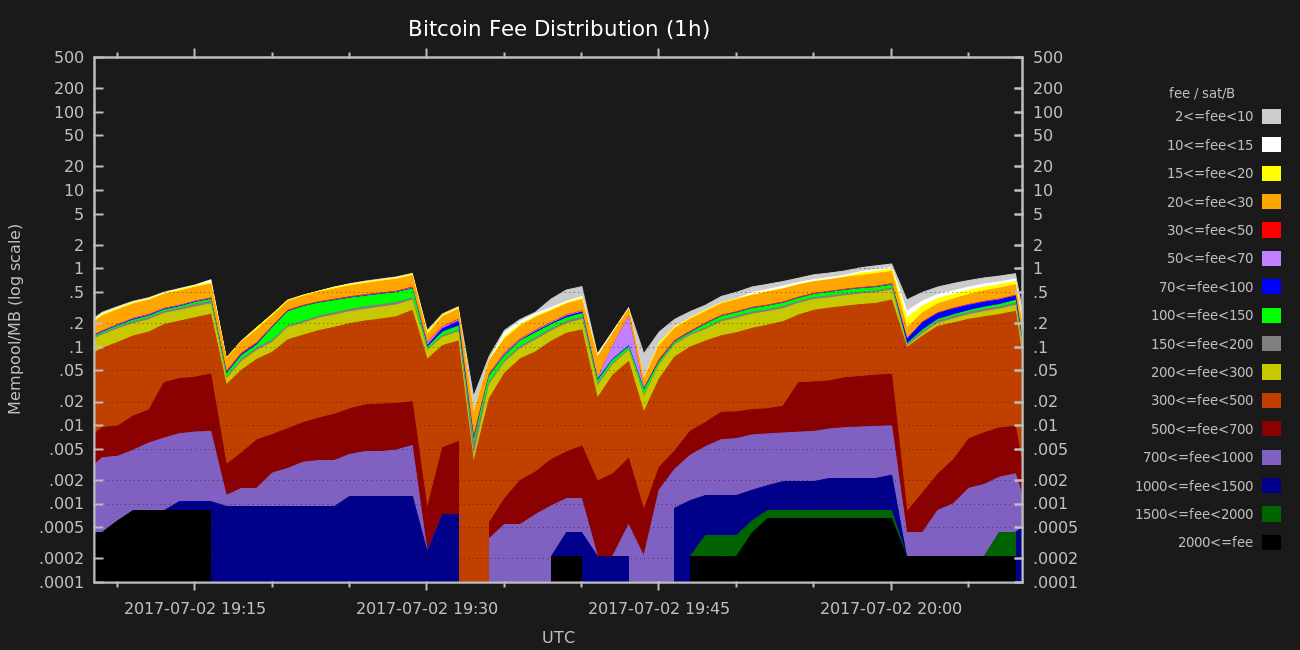 Bitcoin Fee Distribution (1h)
Mempool/MB (log scale)
500
200
100
50
20
10
5
2
1
.5
.2
.1
.05
.02
.01
.005
.002
.001
.0005
.0002
.0001
500
200
100
50
20
10
5
2
1
.5
.2
.1
.05
.02
.01
.005
.002
.001
.0005
.0002
.0001
fee / sat/B
2<=fee<10
10<=fee<15
15<=fee<20
20<=fee<30
30<=fee<50
50<=fee<70
70<=fee<100
100<=fee<150
150<=fee<200
200<=fee<300
300<=fee<500
500<=fee<700
700<=fee<1000
1000<=fee<1500
1500<=fee<2000
2000<=fee
2017-07-02 19:15 2017-07-02 19:30 2017-07-02 19:45 2017-07-02 20:00
UTC